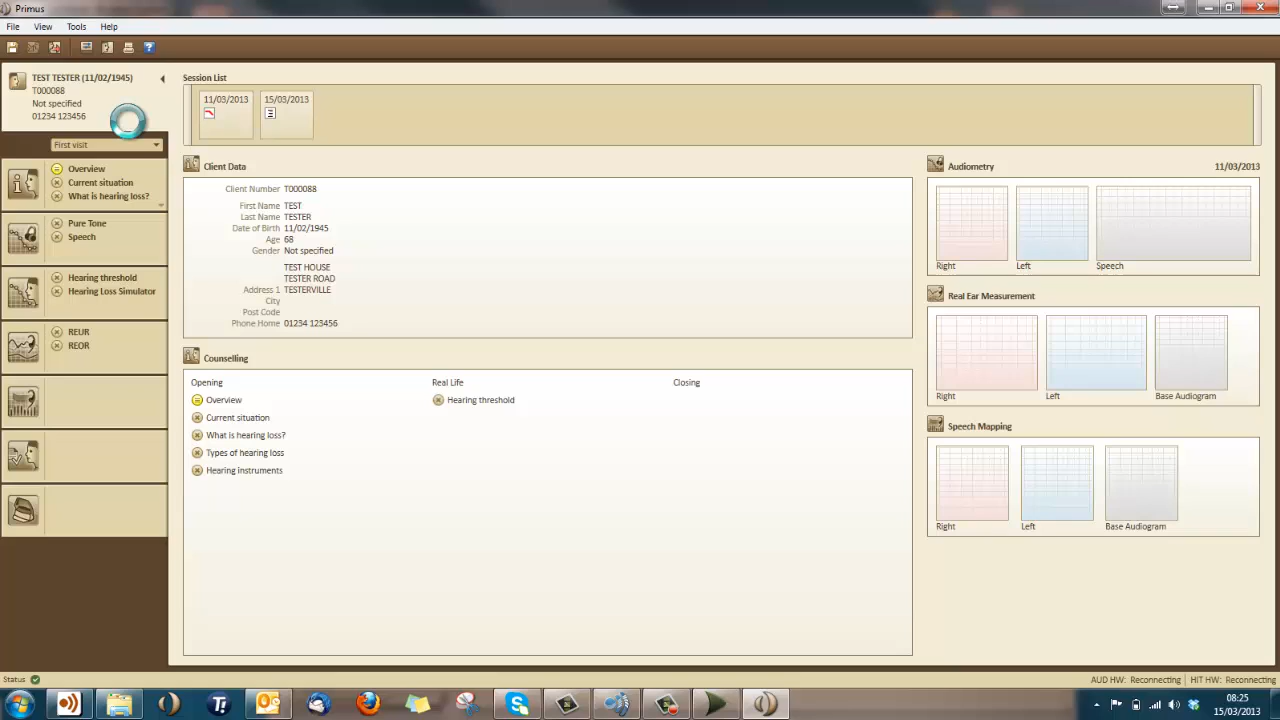 Primus
File View Tools Help
TEST TESTER (11/02/1945)
T000088
Not specified
01234 123456
First visit
Overview
Current situation
What is hearing loss?
Pure Tone
Speech
Hearing threshold
Hearing Loss Simulator
REUR
REOR
Session List
11/03/2013 15/03/2013
Client Data
Client Number T000088
First Name TEST
Last Name TESTER
Date of Birth 11/02/1945
Age 68
Gender Not specified
TEST HOUSE
TESTER ROAD
Address 1 TESTERVILLE
City
Post Code
Phone Home 01234 123456
Counselling
Opening Real Life Closing
Overview Hearing threshold
Current situation
What is hearing loss?
Types of hearing loss
Hearing instruments
Audiometry 11/03/2013
Right Left Speech
Real Ear Measurement
Right Left Base Audiogram
Speech Mapping
Right Left Base Audiogram
Status AUD HW: Reconnecting HIT HW: Reconnecting
08:25
15/03/2013